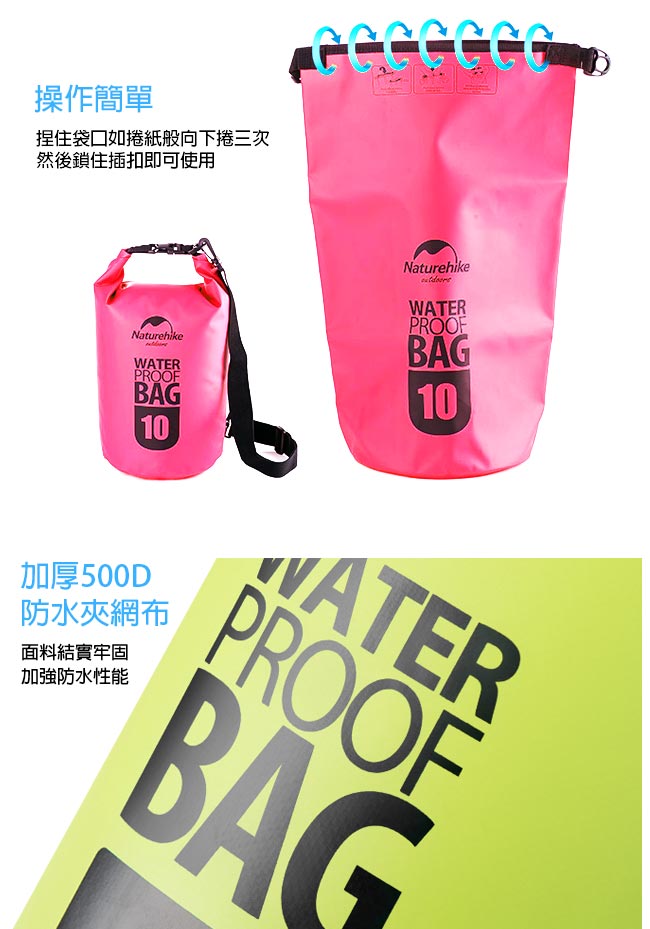 操作簡單
捏住袋口如捲紙般向下捲三次
然後鎖住插扣即可使用
Naturehike
outdoors
WATER
PROOF
BAG
10
Naturehike
outdoors
WATER
PROOF
BAG
10
加厚500D
防水夾網布
面料結實牢固
加強防水性能
WATER
PROOF
BAG